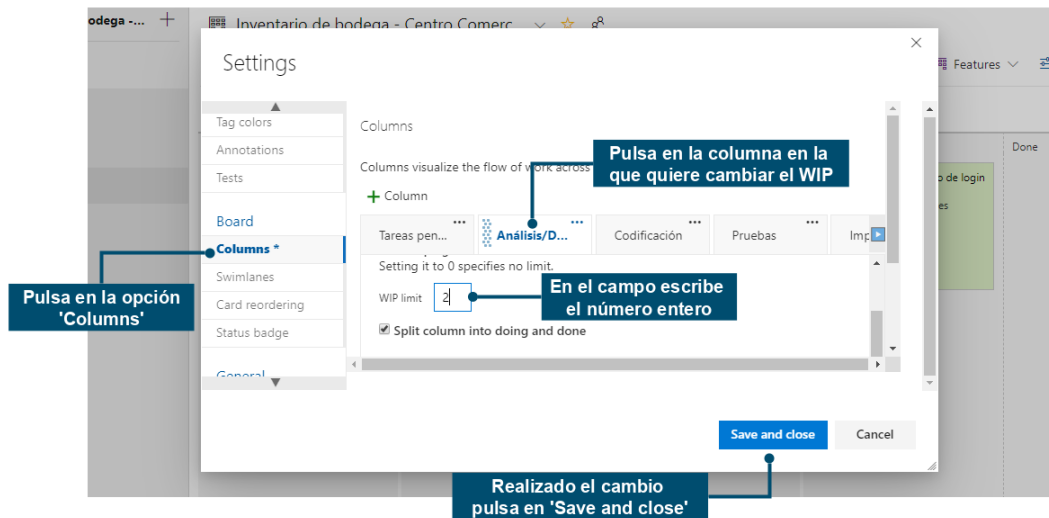 odega -... +
Inventario de bodega - Centro Comerc...
Features
Settings
Tag colors
Annotations
Tests
Board
Columns *
Swimlanes
Card reordering
Status badge
General
Columns
Columns visualize the flow of work across
+ Column
Tareas pen...
Análisis/D...
Codificación
Pruebas
Imp
Setting it to 0 specifies no limit.
WIP limit 2
Split column into doing and done
Save and close
Cancel
Done
o de login
es
Pulsa en la columna en la
que quiere cambiar el WIP
En el campo escribe
el número entero
Pulsa en la opción
'Columns'
Realizado el cambio
pulsa en 'Save and close'